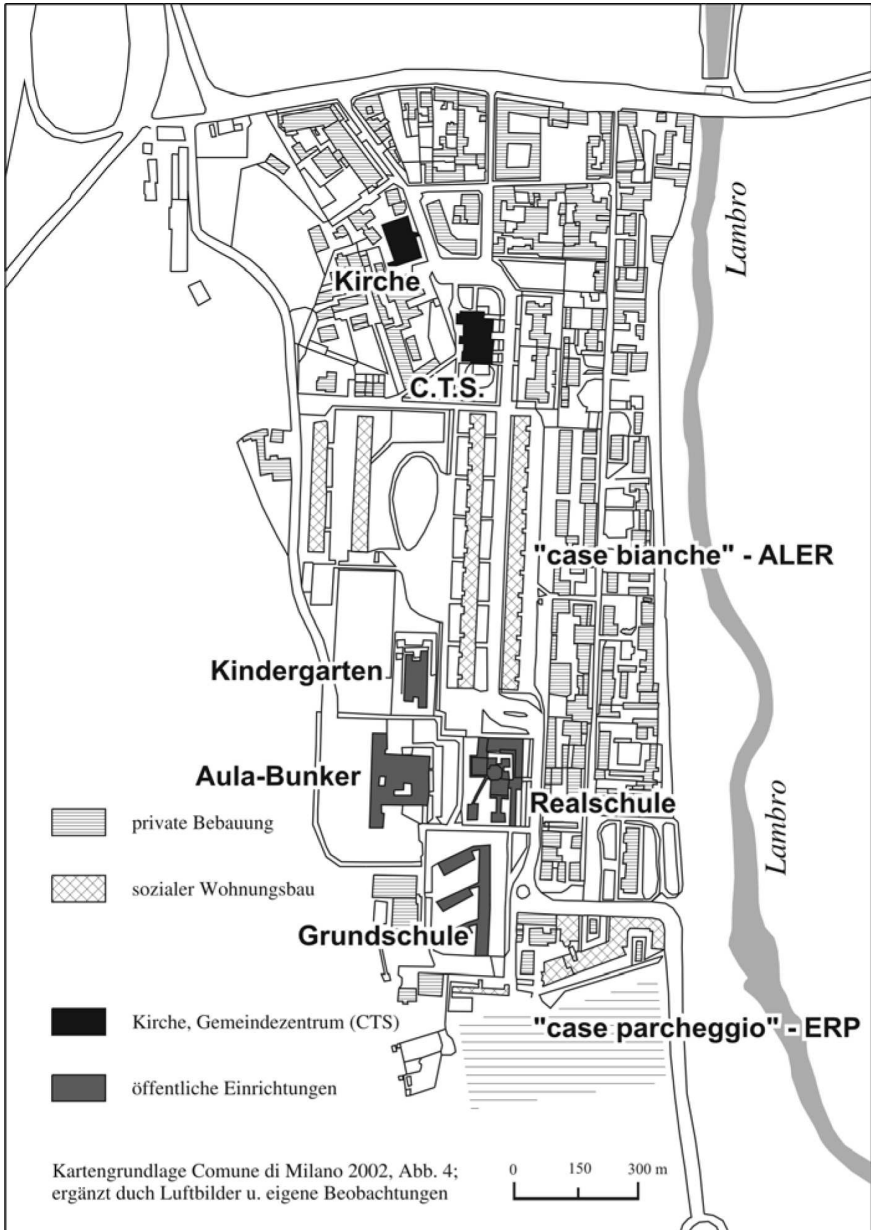 Lambro
Kirche
C.T.S.
"case bianche" - ALER
Kindergarten
Aula-Bunker
Realschule
Lambro
private Bebauung
sozialer Wohnungsbau
Grundschule
Kirche, Gemeindezentrum (CTS)
"case parcheggio" - ERP
öffentliche Einrichtungen
Kartengrundlage Comune di Milano 2002, Abb. 4;
ergänzt duch Luftbilder u. eigene Beobachtungen
0 150 300 m